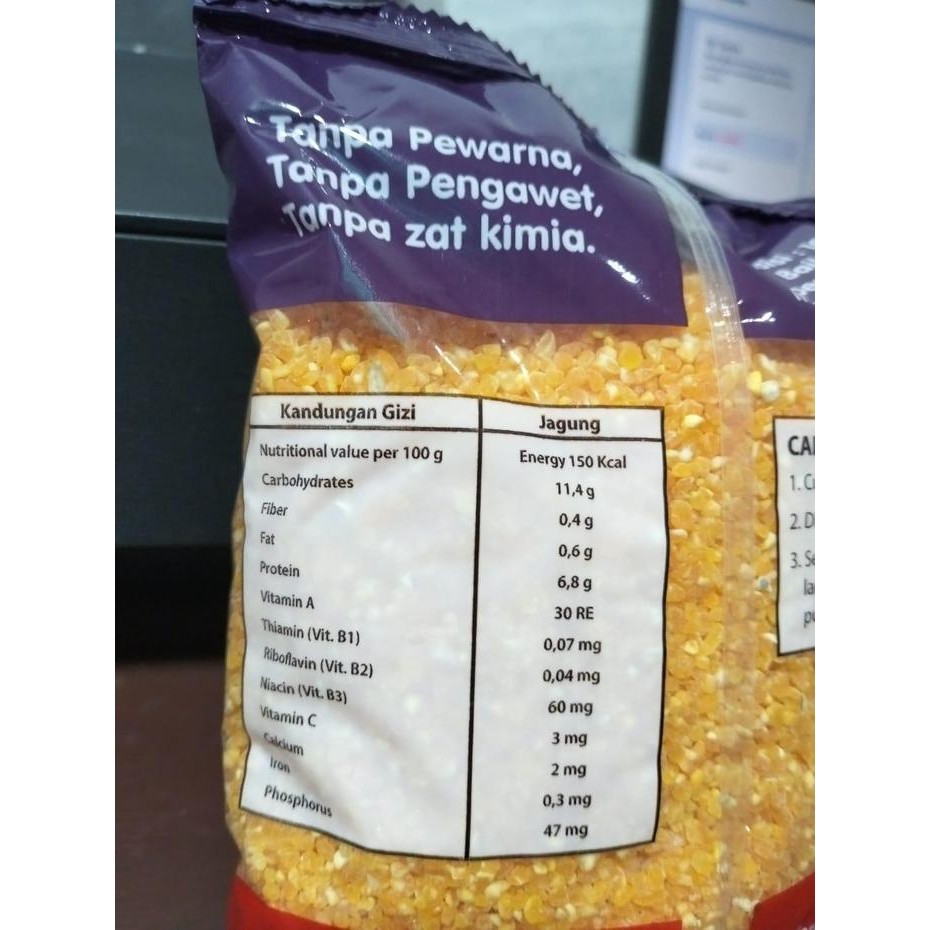 Tanpa Pewarna,
Tanpa Pengawet,
Tanpa zat kimia.
Kandungan Gizi Jagung
Nutritional value per 100 g Energy 150 Kcal
Carbohydrates 11,4 g
Fiber 0,4 g
Fat 0,6 g
Protein 6,8 g
Vitamin A 30 RE
Thiamin (Vit. B1) 0,07 mg
Riboflavin (Vit. B2) 0,04 mg
Niacin (Vit. B3) 60 mg
Vitamin C 3 mg
Calcium 2 mg
Iron 0,3 mg
Phosphorus 47 mg
1.
2.
3.